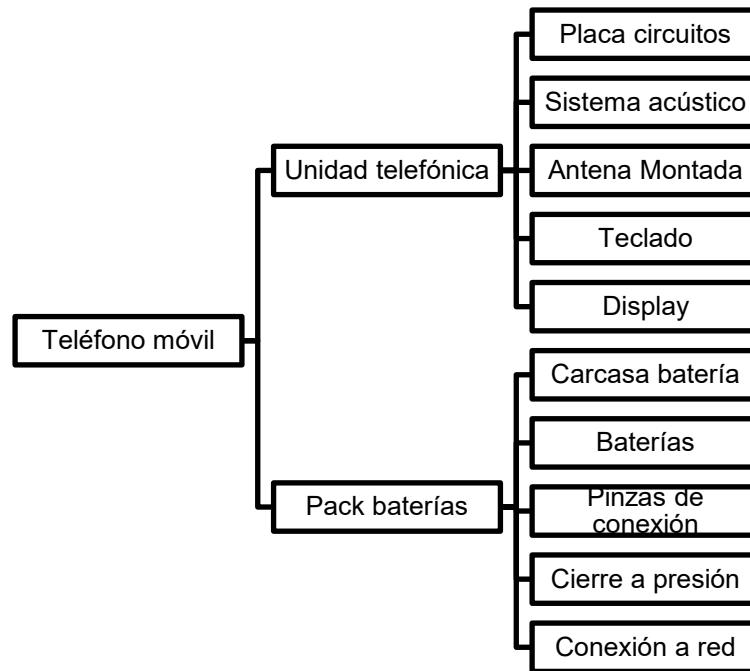 Placa circuitos
Sistema acústico
Unidad telefónica
Antena Montada
Teclado
Display
Teléfono móvil
Carcasa batería
Baterías
Pack baterías
Pinzas de
conexión
Cierre a presión
Conexión a red